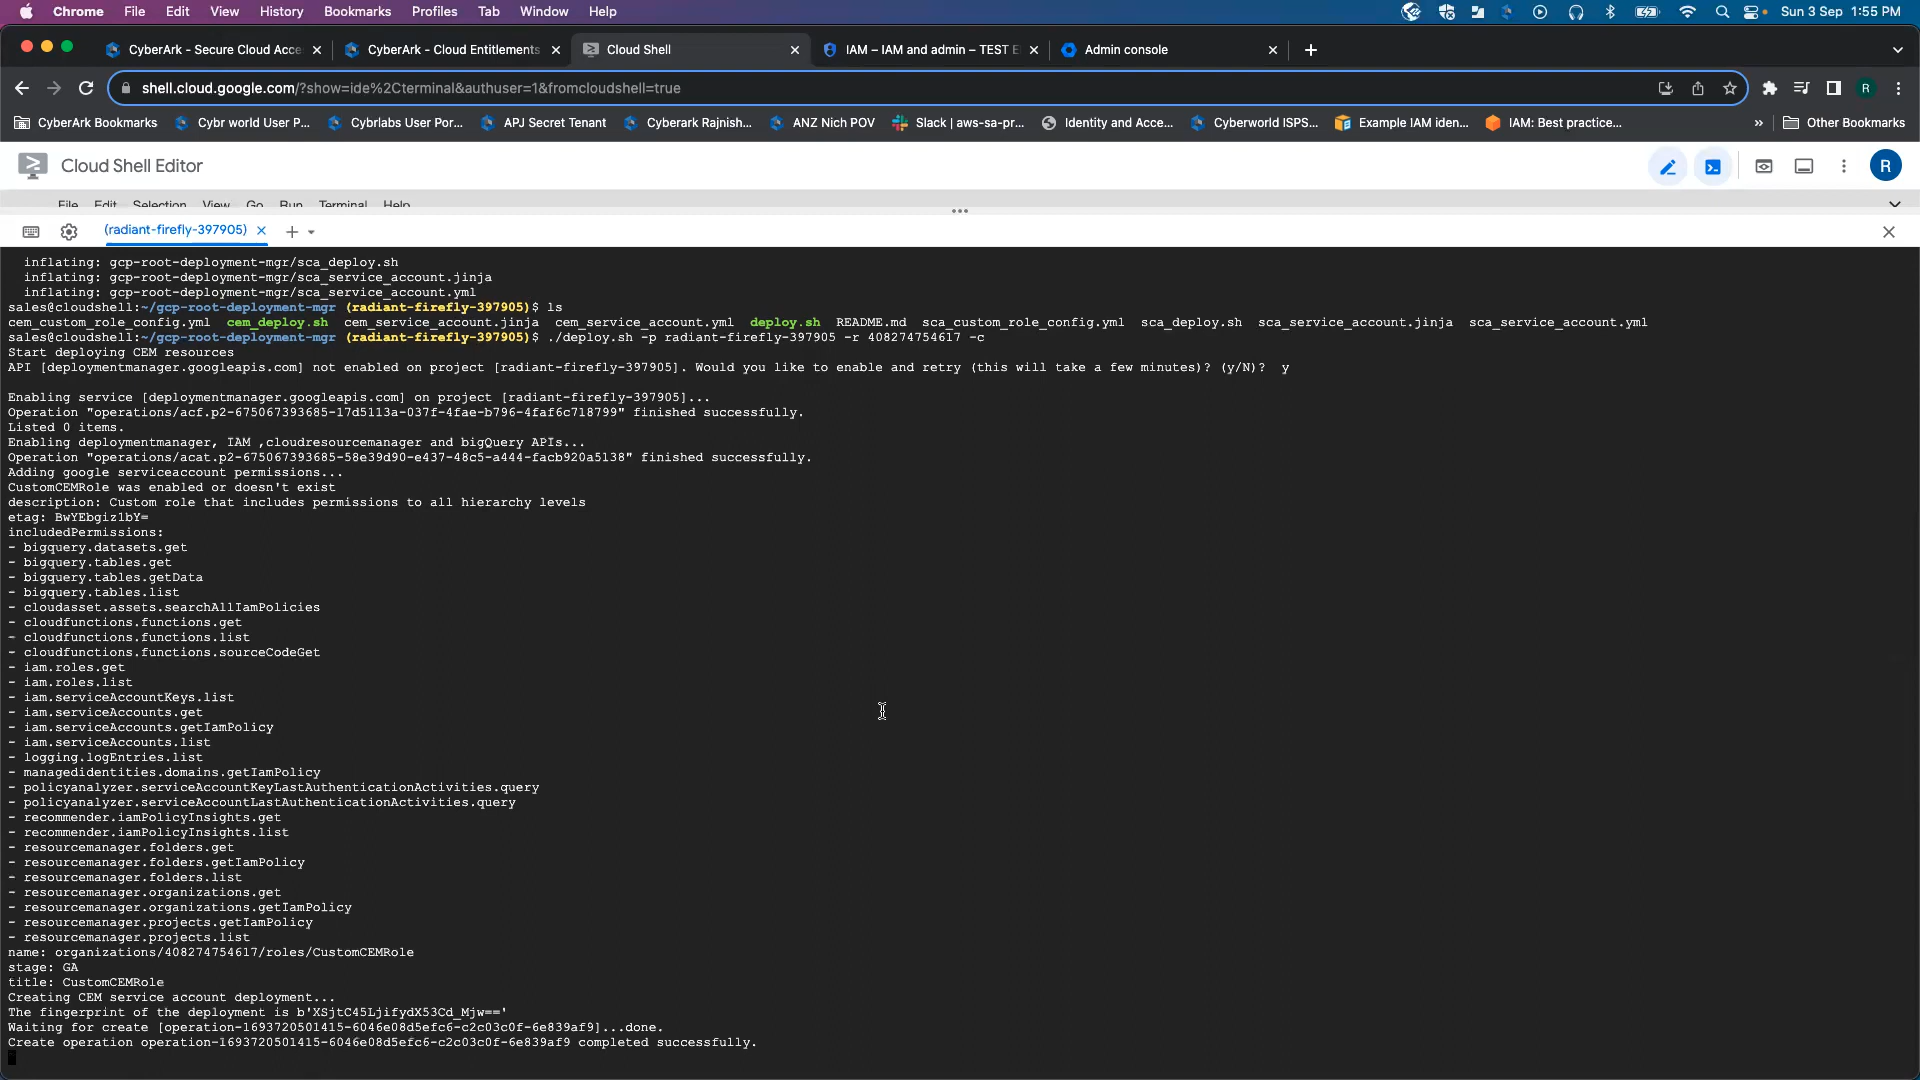 Chrome File Edit View History Bookmarks Profiles Tab Window Help Sun 3 Sep 1:55 PM
CyberArk - Secure Cloud Acce CyberArk - Cloud Entitlements Cloud Shell IAM – IAM and admin – TEST E Admin console
shell.cloud.google.com/?show=ide%2Cterminal&authuser=1&fromcloudshell=true R
CyberArk Bookmarks Cybr world User P... Cybrlabs User Por... APJ Secret Tenant Cyberark Rajnish... ANZ Nich POV Slack | aws-sa-pr... Identity and Acce... Cyberworld ISPS... Example IAM iden... IAM: Best practice... » Other Bookmarks
Cloud Shell Editor R
File Edit Selection View Go Run Terminal Help
(radiant-firefly-397905)
inflating: gcp-root-deployment-mgr/sca_deploy.sh
inflating: gcp-root-deployment-mgr/sca_service_account.jinja
inflating: gcp-root-deployment-mgr/sca_service_account.yml
sales@cloudshell:~/gcp-root-deployment-mgr (radiant-firefly-397905)$ ls
cem_custom_role_config.yml cem_deploy.sh cem_service_account.jinja cem_service_account.yml deploy.sh README.md sca_custom_role_config.yml sca_deploy.sh sca_service_account.jinja sca_service_account.yml
sales@cloudshell:~/gcp-root-deployment-mgr (radiant-firefly-397905)$ ./deploy.sh -p radiant-firefly-397905 -r 408274754617 -c
Start deploying CEM resources
API [deploymentmanager.googleapis.com] not enabled on project [radiant-firefly-397905]. Would you like to enable and retry (this will take a few minutes)? (y/N)? y
Enabling service [deploymentmanager.googleapis.com] on project [radiant-firefly-397905]...
Operation "operations/acf.p2-675067393685-17d5113a-037f-4fae-b796-4faf6c718799" finished successfully.
Listed 0 items.
Enabling deploymentmanager, IAM ,cloudresourcemanager and bigQuery APIs...
Operation "operations/acat.p2-675067393685-58e39d90-e437-48c5-a444-facb920a5138" finished successfully.
Adding google serviceaccount permissions...
CustomCEMRole was enabled or doesn't exist
description: Custom role that includes permissions to all hierarchy levels
etag: BwYEbgiz1bY=
includedPermissions:
- bigquery.datasets.get
- bigquery.tables.get
- bigquery.tables.getData
- bigquery.tables.list
- cloudasset.assets.searchAllIamPolicies
- cloudfunctions.functions.get
- cloudfunctions.functions.list
- cloudfunctions.functions.sourceCodeGet
- iam.roles.get
- iam.roles.list
- iam.serviceAccountKeys.list
- iam.serviceAccounts.get
- iam.serviceAccounts.getIamPolicy
- iam.serviceAccounts.list
- logging.logEntries.list
- managedidentities.domains.getIamPolicy
- policyanalyzer.serviceAccountKeyLastAuthenticationActivities.query
- policyanalyzer.serviceAccountLastAuthenticationActivities.query
- recommender.iamPolicyInsights.get
- recommender.iamPolicyInsights.list
- resourcemanager.folders.get
- resourcemanager.folders.getIamPolicy
- resourcemanager.folders.list
- resourcemanager.organizations.get
- resourcemanager.organizations.getIamPolicy
- resourcemanager.projects.getIamPolicy
- resourcemanager.projects.list
name: organizations/408274754617/roles/CustomCEMRole
stage: GA
title: CustomCEMRole
Creating CEM service account deployment...
The fingerprint of the deployment is b'XSjtC45LjifydX53Cd_Mjw=='
Waiting for create [operation-1693720501415-6046e08d5efc6-c2c03c0f-6e839af9]...done.
Create operation operation-1693720501415-6046e08d5efc6-c2c03c0f-6e839af9 completed successfully.